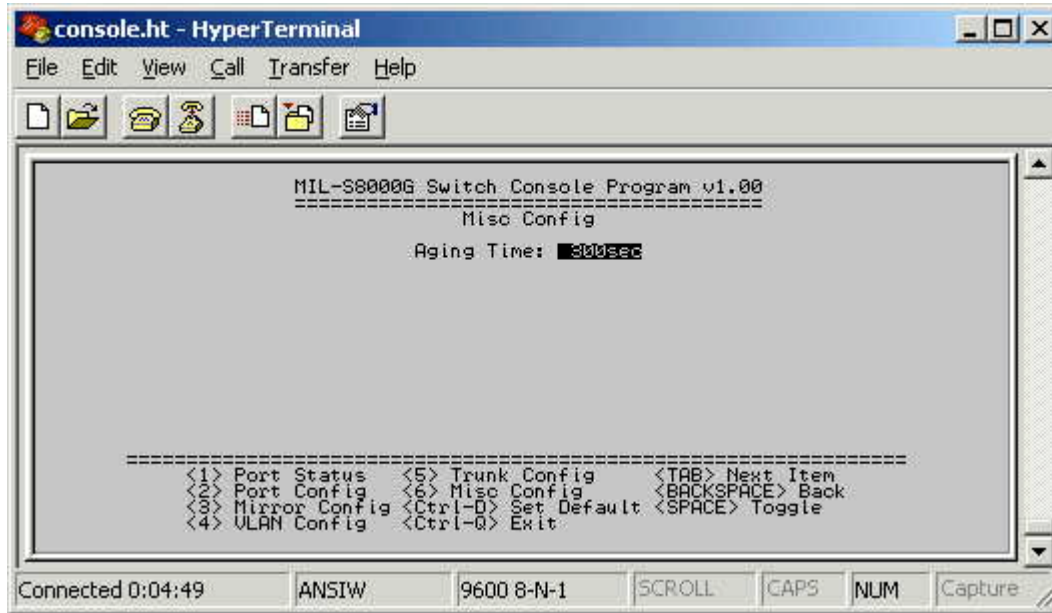 console.ht - HyperTerminal
File Edit View Call Transfer Help
MIL-S8000G Switch Console Program v1.00
=======================================
Misc Config
Aging Time: 300sec
=================================================================
<1> Port Status <5> Trunk Config <TAB> Next Item
<2> Port Config <6> Misc Config <BACKSPACE> Back
<3> Mirror Config <Ctrl-D> Set Default <SPACE> Toggle
<4> VLAN Config <Ctrl-Q> Exit
Connected 0:04:49 ANSIW 9600 8-N-1 SCROLL CAPS NUM Capture